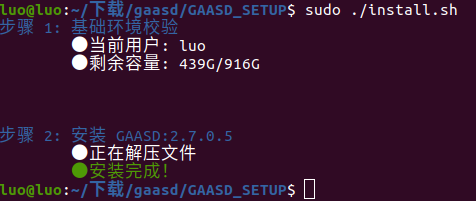 luo@luo:~/下载/gaasd/GAASD_SETUP$ sudo ./install.sh
步骤 1: 基础环境校验
●当前用户: luo
●剩余容量: 439G/916G
步骤 2: 安装 GAASD:2.7.0.5
●正在解压文件
●安装完成!
luo@luo:~/下载/gaasd/GAASD_SETUP$